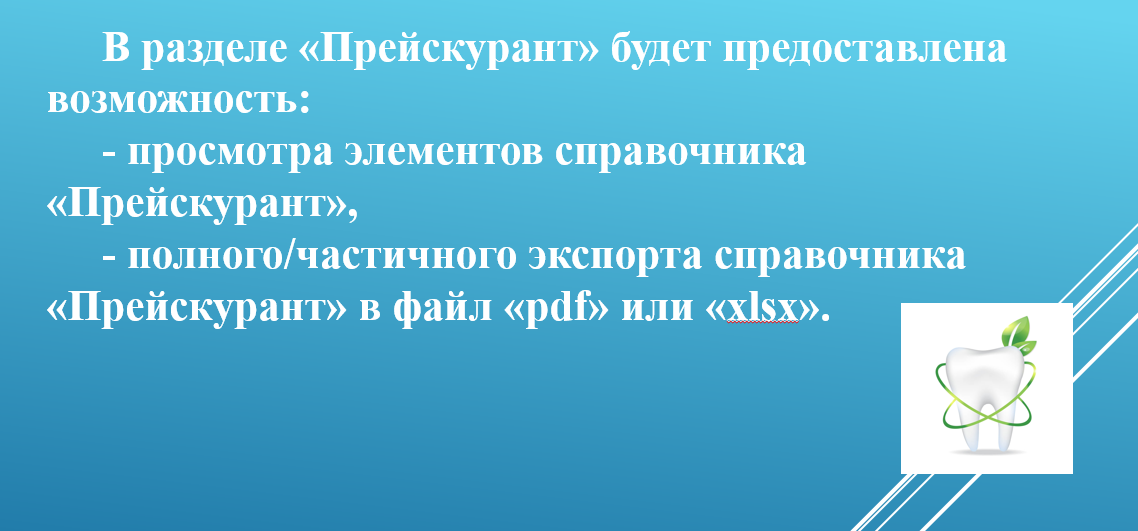 В разделе «Прейскурант» будет предоставлена
возможность:
- просмотра элементов справочника
«Прейскурант»,
- полного/частичного экспорта справочника
«Прейскурант» в файл «pdf» или «xlsx».